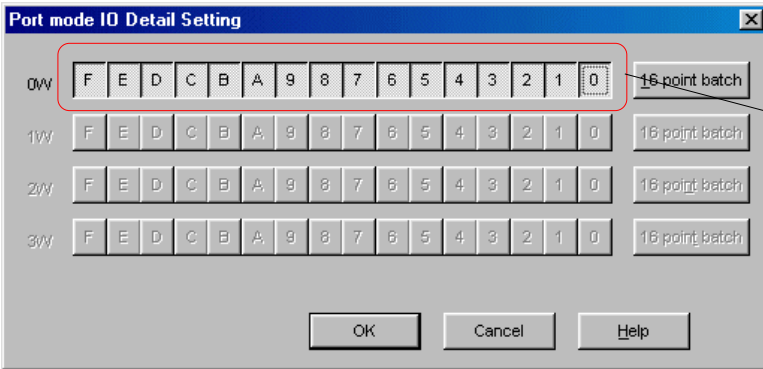 Port mode IO Detail Setting
0W F E D C B A 9 8 7 6 5 4 3 2 1 0 16 point batch
1W F E D C B A 9 8 7 6 5 4 3 2 1 0 16 point batch
2W F E D C B A 9 8 7 6 5 4 3 2 1 0 16 point batch
3W F E D C B A 9 8 7 6 5 4 3 2 1 0 16 point batch
OK Cancel Help